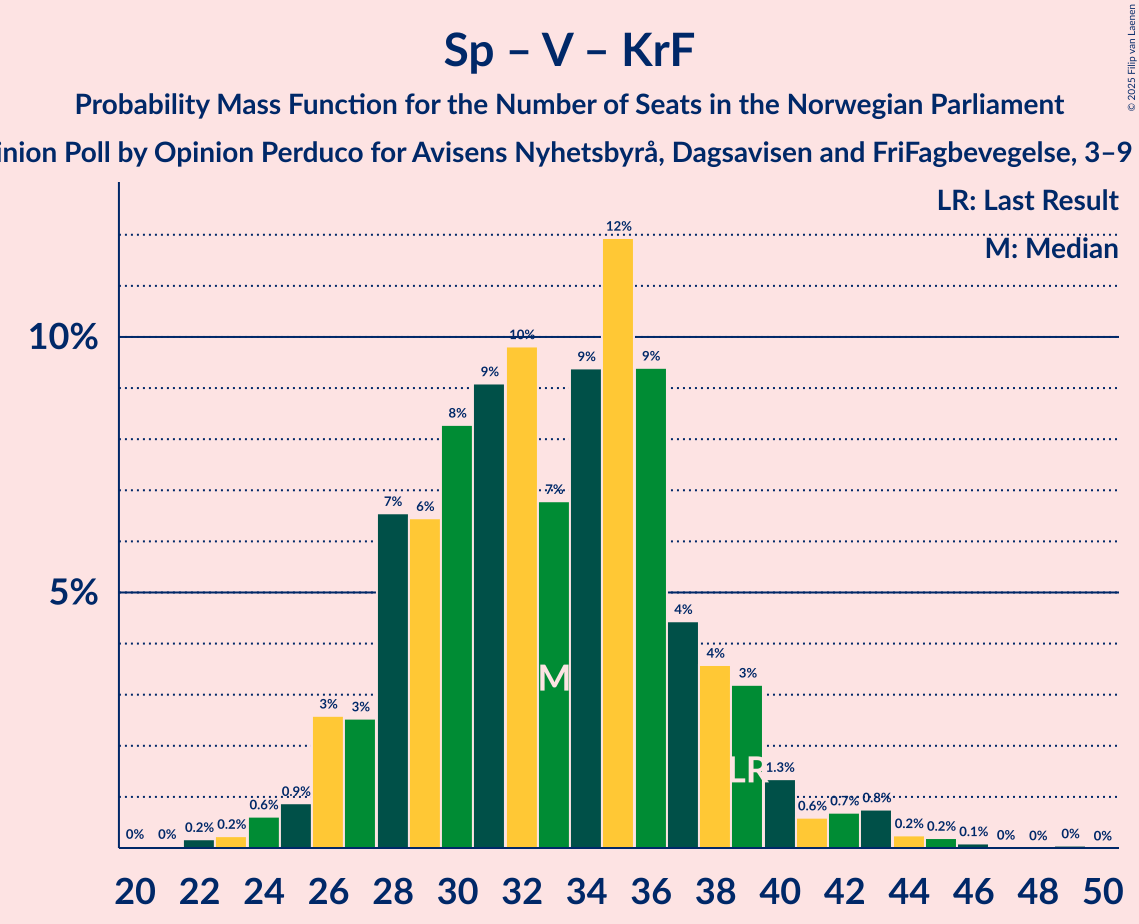 Sp – V – KrF
Probability Mass Function for the Number of Seats in the Norwegian Parliament
Poll by Opinion Perduco for Avisens Nyhetsbyrå, Dagsavisen and FriFagbevegelse, 3–9
© 2025 Filip van Laenen
LR: Last Result
M: Median
10%
5%
0% 0% 0.2% 0.2% 0.6% 0.9% 3% 3% 7% 6% 8% 9% 10% 7% 9% 12% 9% 4% 4% 3% 1.3% 0.6% 0.7% 0.8% 0.2% 0.2% 0.1% 0% 0% 0% 0%
M
LR
20 22 24 26 28 30 32 34 36 38 40 42 44 46 48 50